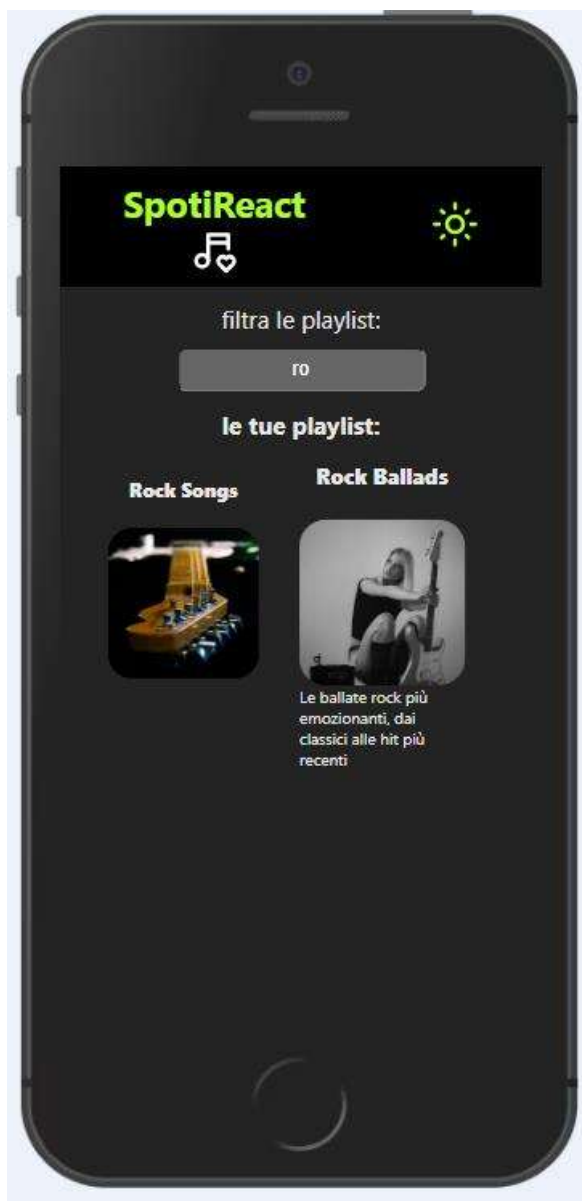 SpotiReact
filtra le playlist:
ro
le tue playlist:
Rock Songs
Rock Ballads
Le ballate rock più
emozionanti, dai
classici alle hit più
recenti